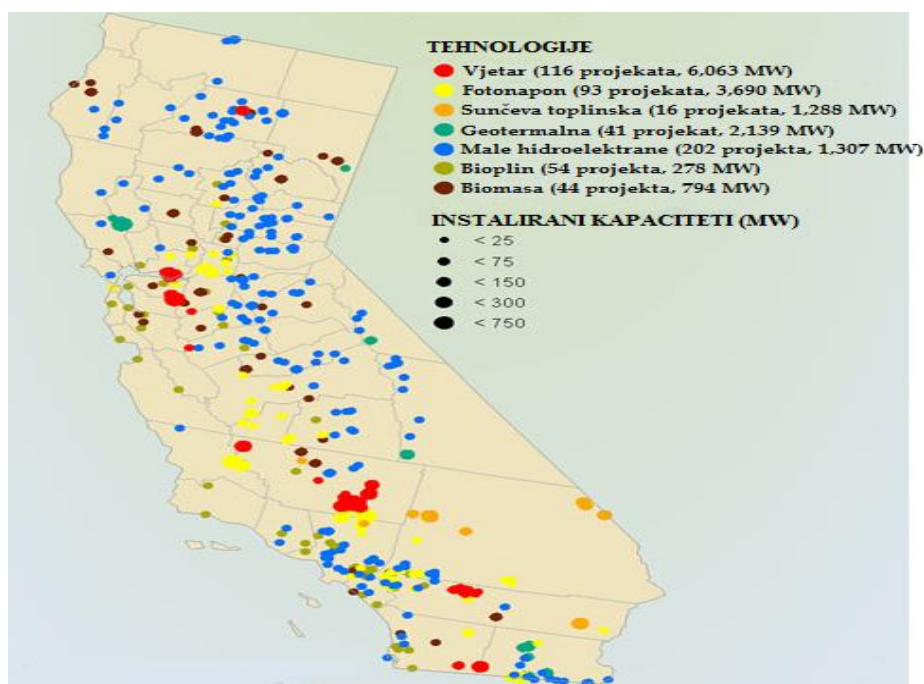 TEHNOLOGIJE
Vjetar (116 projekata, 6,063 MW)
Fotonapon (93 projekata, 3,690 MW)
Sunčeva toplinska (16 projekata, 1,288 MW)
Geotermalna (41 projekat, 2,139 MW)
Male hidroelektrane (202 projekta, 1,307 MW)
Bioplin (54 projekta, 278 MW)
Biomasa (44 projekta, 794 MW)
INSTALIRANI KAPACITETI (MW)
< 25
< 75
< 150
< 300
< 750